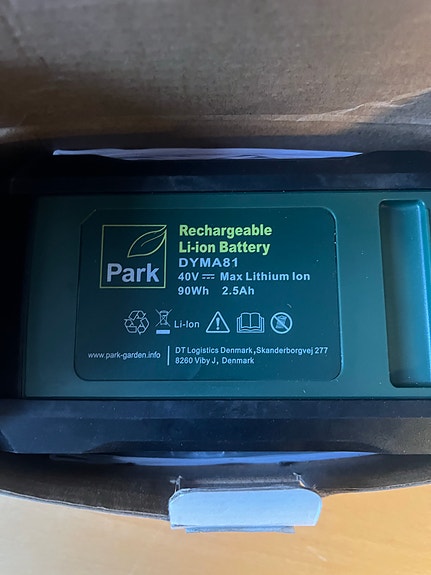 Park
Rechargeable
Li-ion Battery
DYMA81
40V Max Lithium Ion
90Wh 2.5Ah
Li-Ion
www.park-garden.info
DT Logistics Denmark,Skanderborgvej 277
8260 Viby J, Denmark